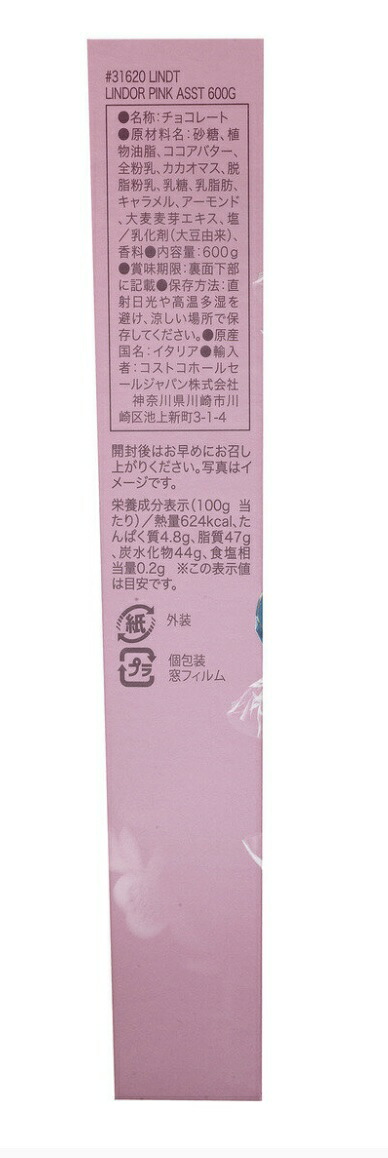 #31620 LINDT
LINDOR PINK ASST 600G
●名称:チョコレート
●原材料名:砂糖、植
物油脂、ココアバター、
全粉乳、カカオマス、脱
脂粉乳、乳糖、乳脂肪、
キャラメル、アーモンド
、大麦麦芽エキス、塩
/乳化剤(大豆由来)、
香料●内容量:600g
●賞味期限:裏面下部
に記載●保存方法:直
射日光や高温多湿を
避け、涼しい場所で保
存してください。●原産
国名:イタリア●輸入
者:コストコホールセ
ールジャパン株式会社
神奈川県川崎市川
崎区池上新町3-1-4
開封後はお早めにお召し
上がりください。写真はイ
メージです。
栄養成分表示(100g 当
たり)/熱量624kcal、た
んぱく質4.8g、脂質47g
、炭水化物44g、食塩相
当量0.2g ※この表示値
は目安です。
紙 外装
プラ 個包装
窓フィルム